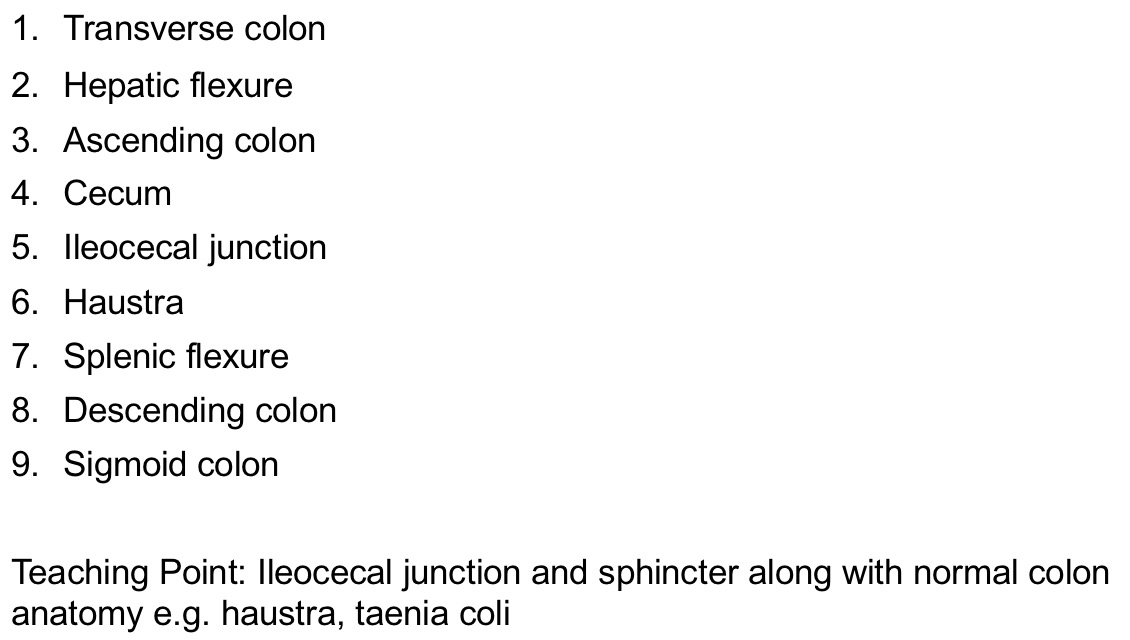 1. Transverse colon
2. Hepatic flexure
3. Ascending colon
4. Cecum
5. Ileocecal junction
6. Haustra
7. Splenic flexure
8. Descending colon
9. Sigmoid colon
Teaching Point: Ileocecal junction and sphincter along with normal colon
anatomy e.g. haustra, taenia coli